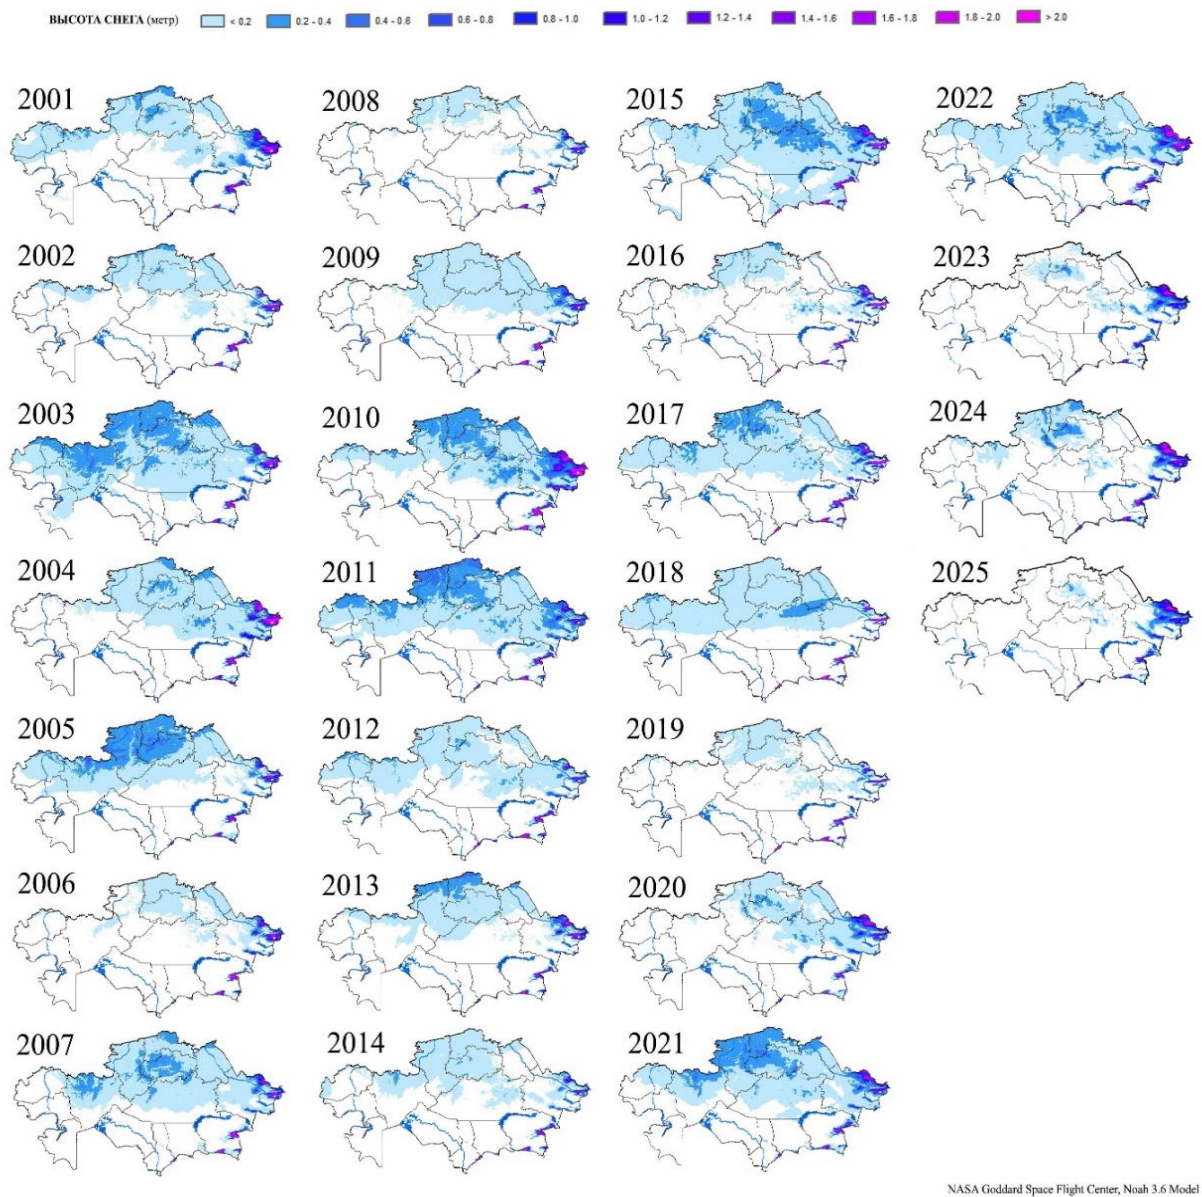 ВЫСОТА СНЕГА (метр) < 0.2 0.2 - 0.4 0.4 - 0.6 0.6 - 0.8 0.8 - 1.0 1.0 - 1.2 1.2 - 1.4 1.4 - 1.6 1.6 - 1.8 1.8 - 2.0 > 2.0
2001 2008 2015 2022
2002 2009 2016 2023
2003 2010 2017 2024
2004 2011 2018 2025
2005 2012 2019
2006 2013 2020
2007 2014 2021
NASA Goddard Space Flight Center, Noah 3.6 Model